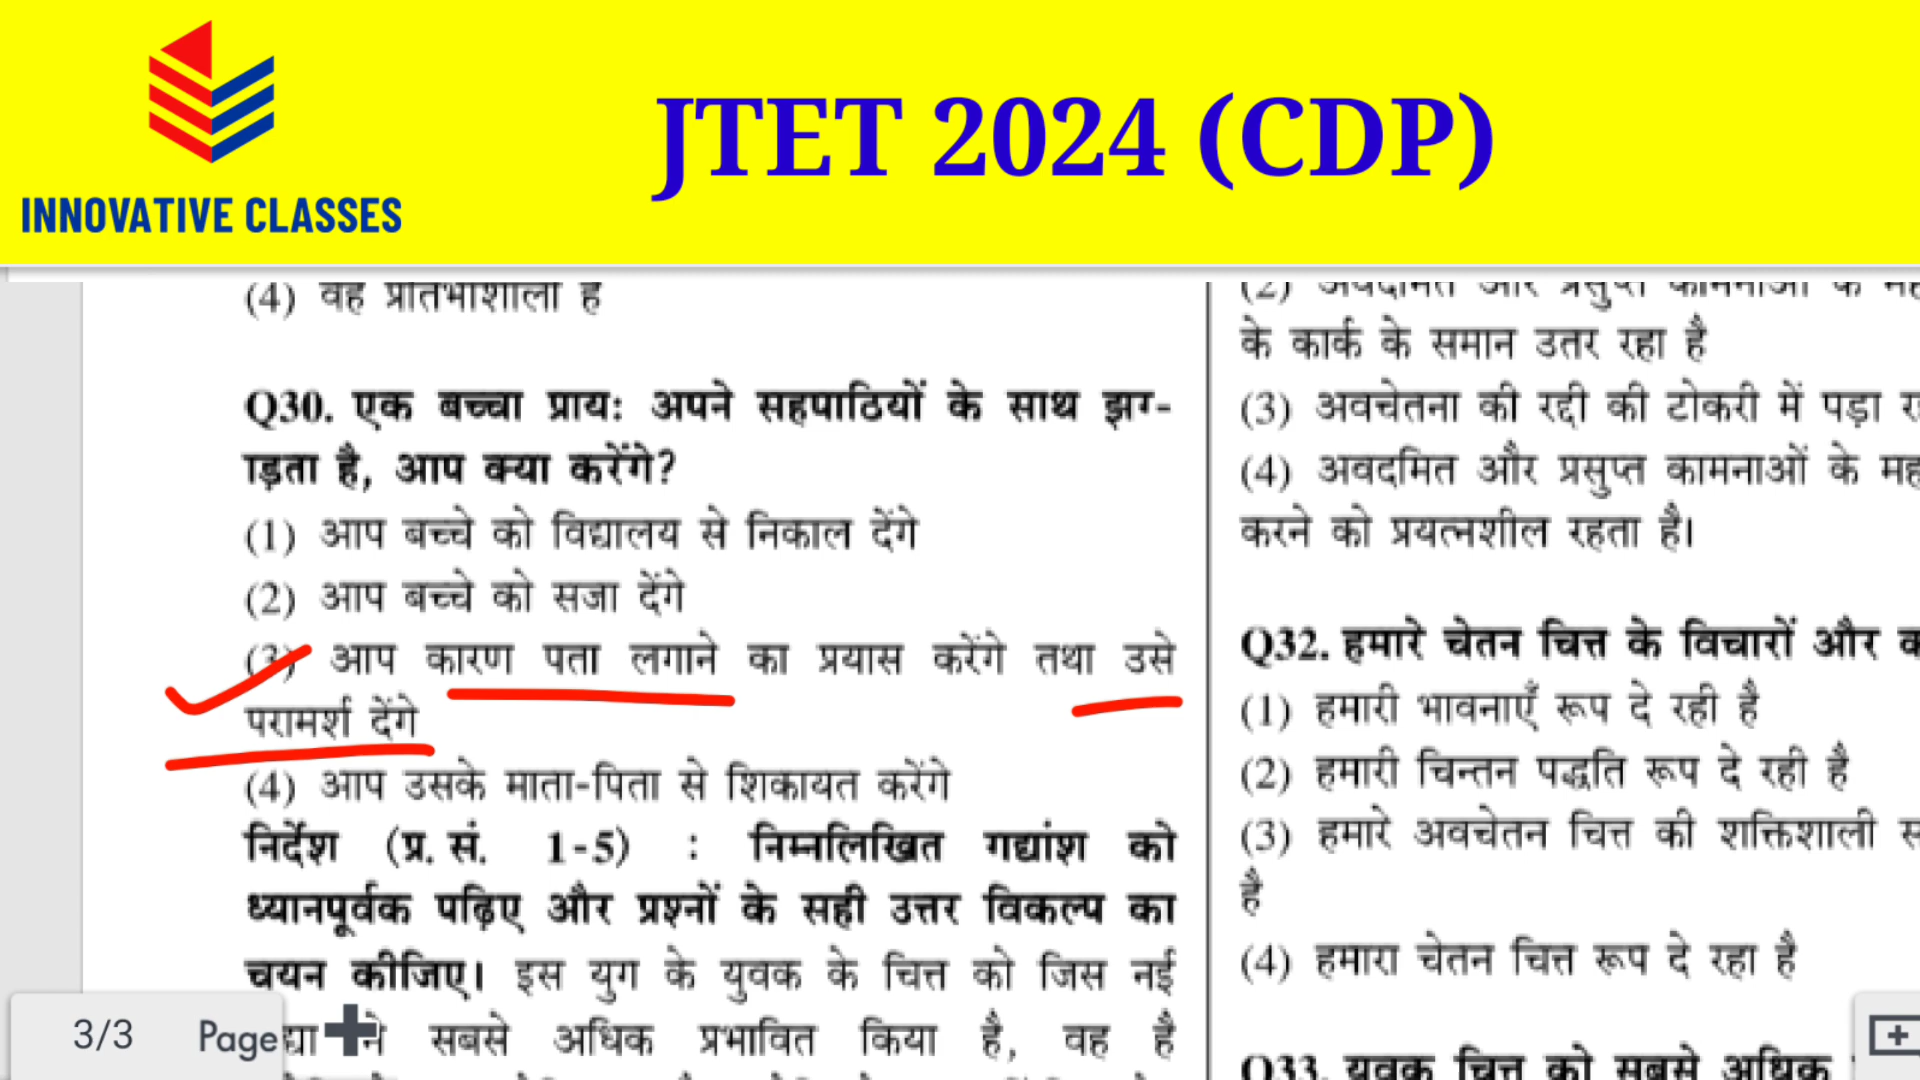 INNOVATIVE CLASSES
JTET 2024 (CDP)
(4) वह प्रतिभाशाली है
Q30. एक बच्चा प्रायः अपने सहपाठियों के साथ झग-
ाड़ता है, आप क्या करेंगे?
(1) आप बच्चे को विद्यालय से निकाल देंगे
(2) आप बच्चे को सजा देंगे
(3) आप कारण पता लगाने का प्रयास करेंगे तथा उसे
परामर्श देंगे
(4) आप उसके माता-पिता से शिकायत करेंगे
निर्देश (प्र. सं. 1-5) : निम्नलिखित गद्यांश को
ध्यानपूर्वक पढ़िए और प्रश्नों के सही उत्तर विकल्प का
चयन कीजिए। इस युग के युवक के चित्त को जिस नई
ने सबसे अधिक प्रभावित किया है, वह है
(2) अवदमित और प्रसुप्त कामनाओं के
के कार्क के समान उतर रहा है
(3) अवचेतना की रद्दी की टोकरी में पड़ा
(4) अवदमित और प्रसुप्त कामनाओं के
करने को प्रयत्नशील रहता है।
Q32. हमारे चेतन चित्त के विचारों और
(1) हमारी भावनाएँ रूप दे रही है
(2) हमारी चिन्तन पद्धति रूप दे रही है
(3) हमारे अवचेतन चित्त की शक्तिशाली
है
(4) हमारा चेतन चित्त रूप दे रहा है
Q33. युवक चित्त को सबसे अधिक
3/3 Page